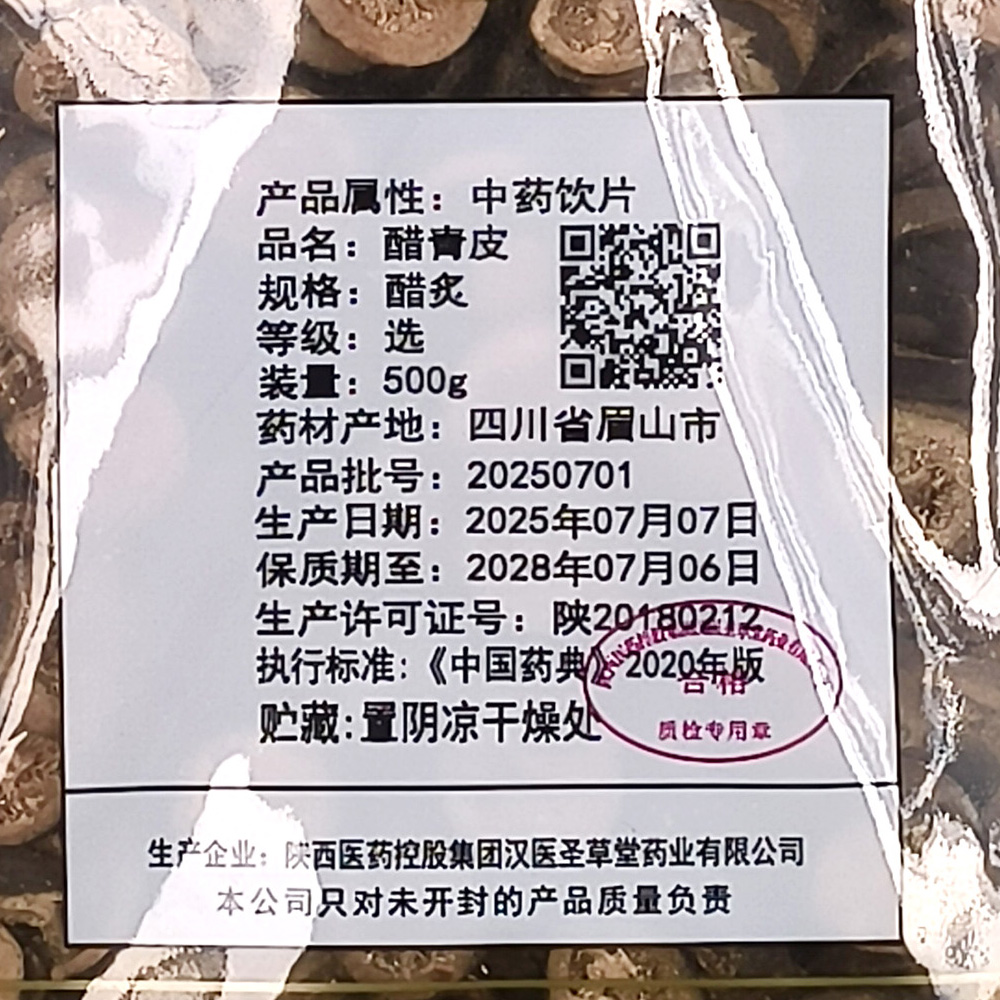 产品属性：中药饮片
品名：醋青皮
规格：醋炙
等级：选
装量：500g
药材产地：四川省眉山市
产品批号：20250701
生产日期：2025年07月07日
保质期至：2028年07月06日
生产许可证号：陕20180212
执行标准：《中国药典》2020年版
贮藏：置阴凉干燥处
合格
质检专用章
生产企业：陕西医药控股集团汉医圣草堂药业有限公司
本公司只对未开封的产品质量负责